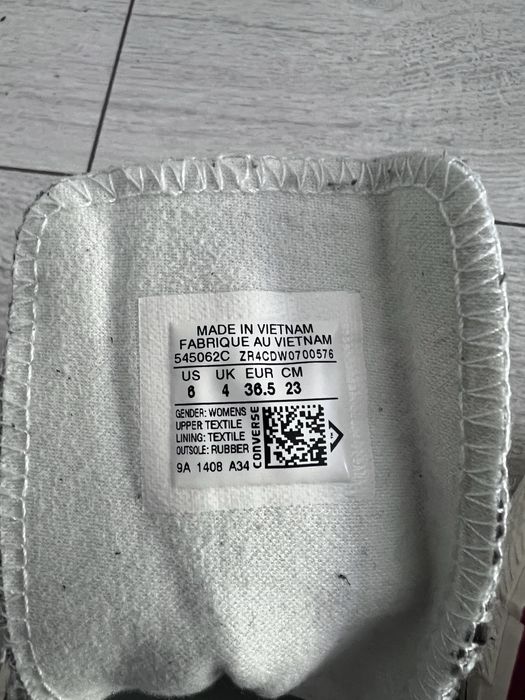 MADE IN VIETNAM
FABRIQUE AU VIETNAM
545062C ZR4CDW0700576
US UK EUR CM
6 4 36.5 23
GENDER: WOMENS
UPPER TEXTILE
LINING: TEXTILE
OUTSOLE: RUBBER
9A 1408 A34
CONVERSE